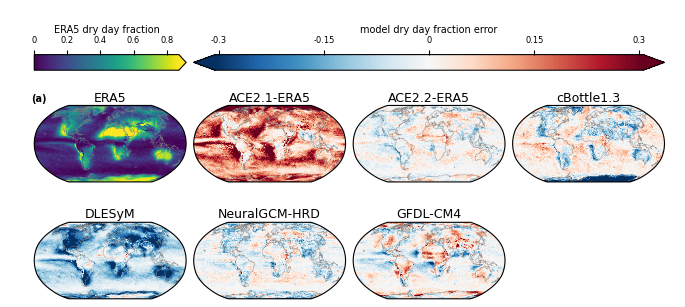 ERA5 dry day fraction
model dry day fraction error
0 0.2 0.4 0.6 0.8
-0.3 -0.15 0 0.15 0.3
(a)
ERA5
ACE2.1-ERA5
ACE2.2-ERA5
cBottle1.3
DLESyM
NeuralGCM-HRD
GFDL-CM4